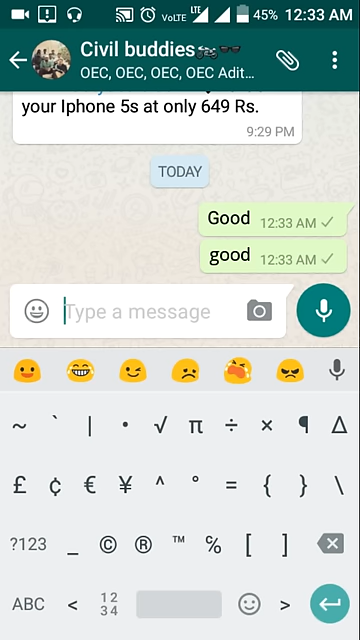 VoLTE LTE 45% 12:33 AM
Civil buddies
OEC, OEC, OEC, OEC Adit...
your Iphone 5s at only 649 Rs.
9:29 PM
TODAY
Good 12:33 AM
good 12:33 AM
Type a message
~ ` | • √ π ÷ × ¶ Δ
£ ¢ € ¥ ^ ° = { } \
?123 _ © ® ™ ℅ [ ]
ABC < 12 >
34